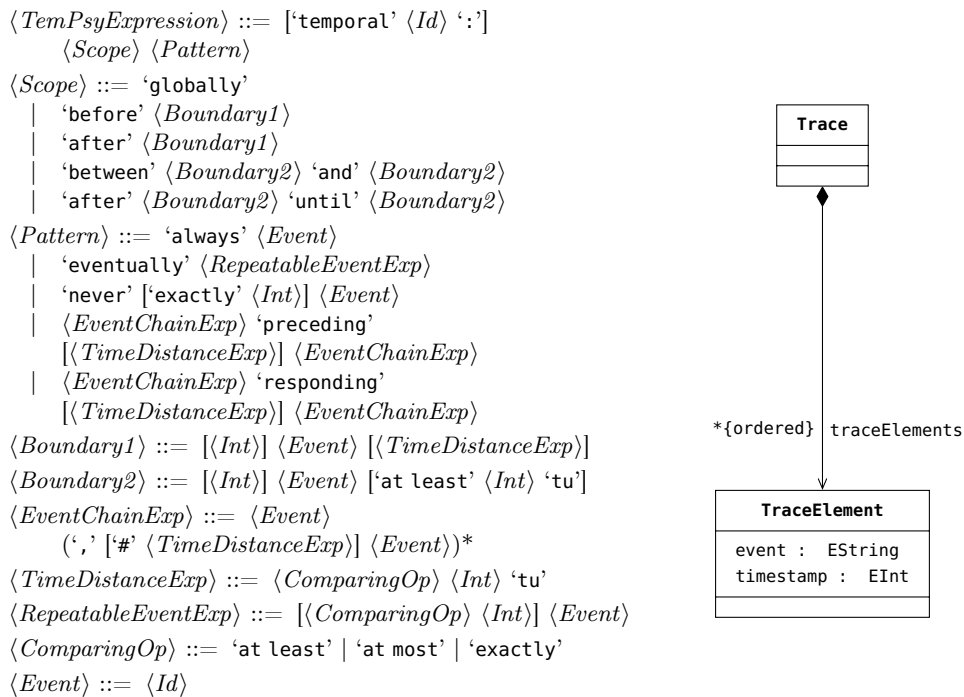 ⟨TemPsyExpression⟩ ::= [‘temporal’ ⟨Id⟩ ‘:’]
⟨Scope⟩ ⟨Pattern⟩
⟨Scope⟩ ::= ‘globally’
| ‘before’ ⟨Boundary1⟩
| ‘after’ ⟨Boundary1⟩
| ‘between’ ⟨Boundary2⟩ ‘and’ ⟨Boundary2⟩
| ‘after’ ⟨Boundary2⟩ ‘until’ ⟨Boundary2⟩
⟨Pattern⟩ ::= ‘always’ ⟨Event⟩
| ‘eventually’ ⟨RepeatableEventExp⟩
| ‘never’ [‘exactly’ ⟨Int⟩] ⟨Event⟩
| ⟨EventChainExp⟩ ‘preceding’
[⟨TimeDistanceExp⟩] ⟨EventChainExp⟩
| ⟨EventChainExp⟩ ‘responding’
[⟨TimeDistanceExp⟩] ⟨EventChainExp⟩
⟨Boundary1⟩ ::= [⟨Int⟩] ⟨Event⟩ [⟨TimeDistanceExp⟩]
⟨Boundary2⟩ ::= [⟨Int⟩] ⟨Event⟩ [‘at least’ ⟨Int⟩ ‘tu’]
⟨EventChainExp⟩ ::= ⟨Event⟩
(‘,’ [‘#’ ⟨TimeDistanceExp⟩] ⟨Event⟩)*
⟨TimeDistanceExp⟩ ::= ⟨ComparingOp⟩ ⟨Int⟩ ‘tu’
⟨RepeatableEventExp⟩ ::= [⟨ComparingOp⟩ ⟨Int⟩] ⟨Event⟩
⟨ComparingOp⟩ ::= ‘at least’ | ‘at most’ | ‘exactly’
⟨Event⟩ ::= ⟨Id⟩
Trace
*{ordered} traceElements
TraceElement
event : EString
timestamp : EInt